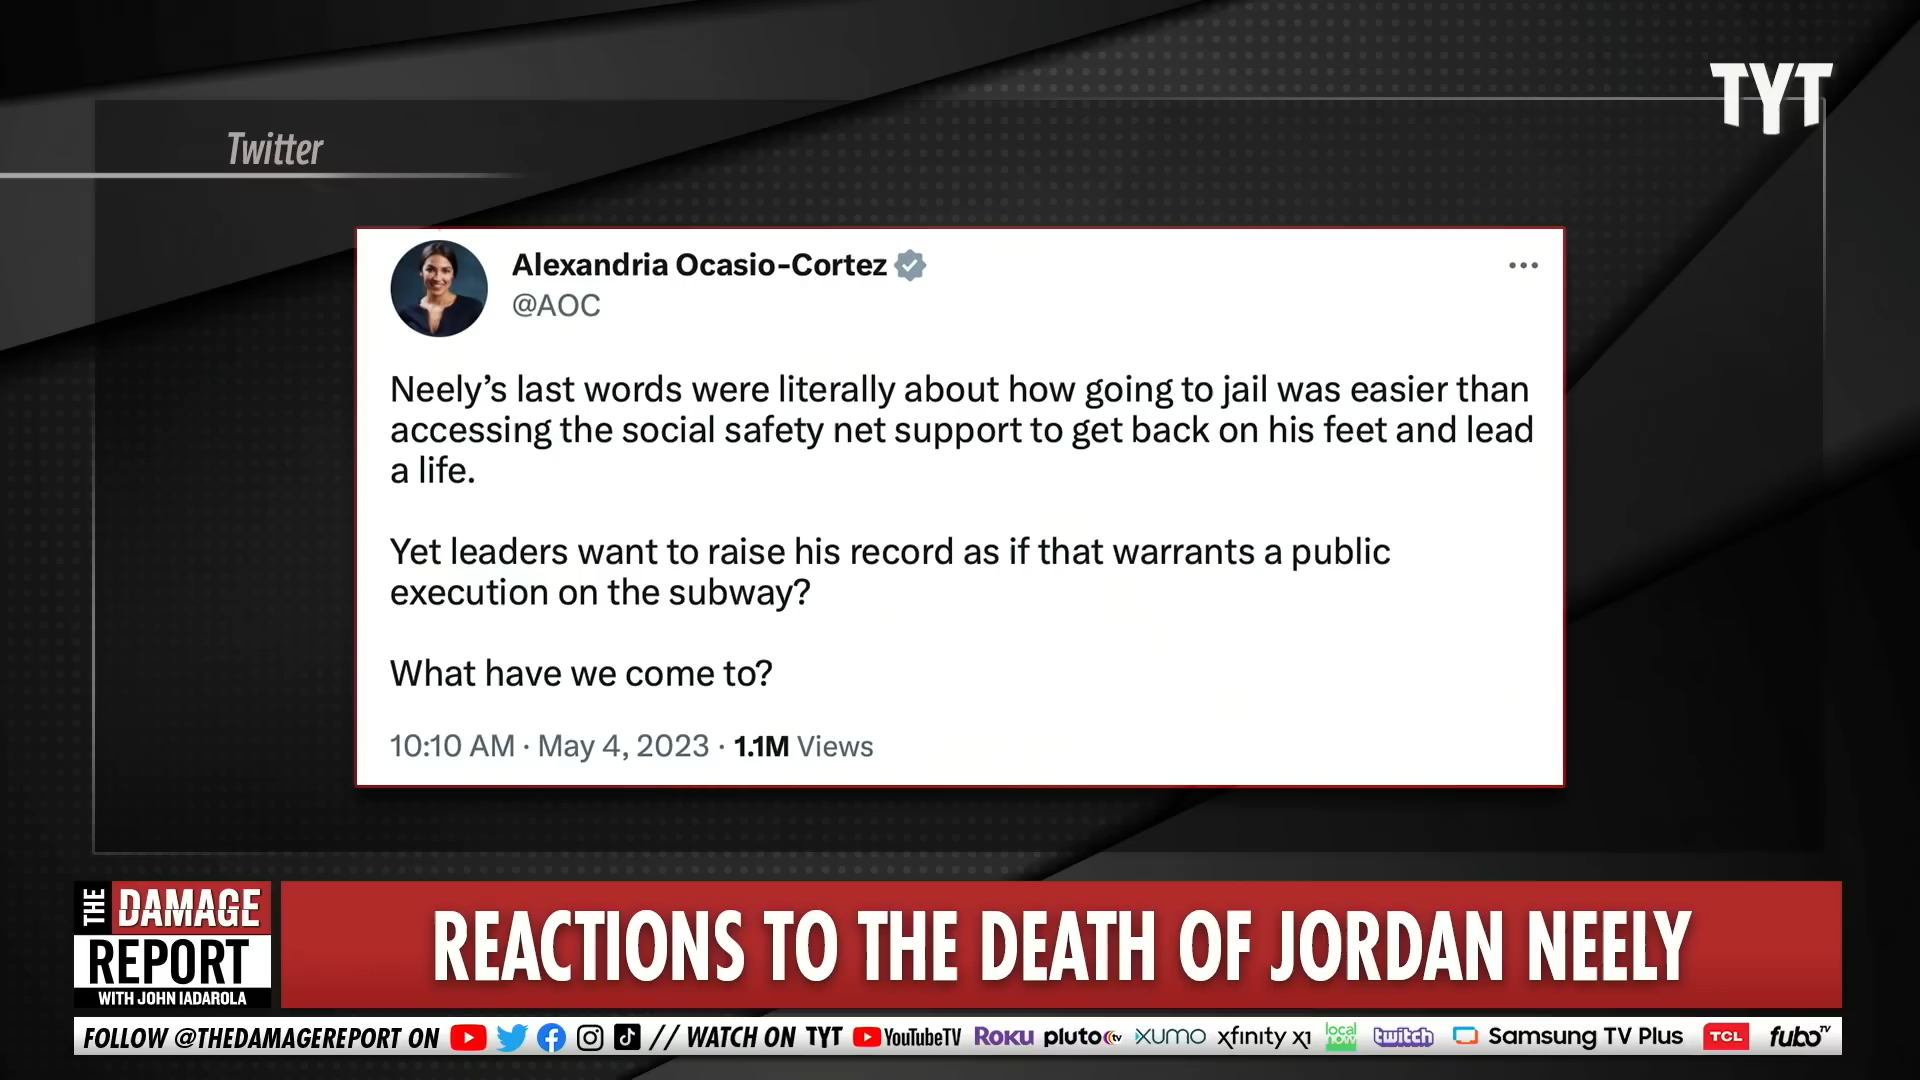 TYT
Twitter
Alexandria Ocasio-Cortez
@AOC
Neely’s last words were literally about how going to jail was easier than
accessing the social safety net support to get back on his feet and lead
a life.
Yet leaders want to raise his record as if that warrants a public
execution on the subway?
What have we come to?
10:10 AM · May 4, 2023 · 1.1M Views
THE DAMAGE
REPORT
WITH JOHN IADAROLA
REACTIONS TO THE DEATH OF JORDAN NEELY
FOLLOW @THEDAMAGEREPORT ON // WATCH ON TYT YouTubeTV ROKU pluto tv XUMO xfinity x1 local now twitch Samsung TV Plus TCL fubo TV